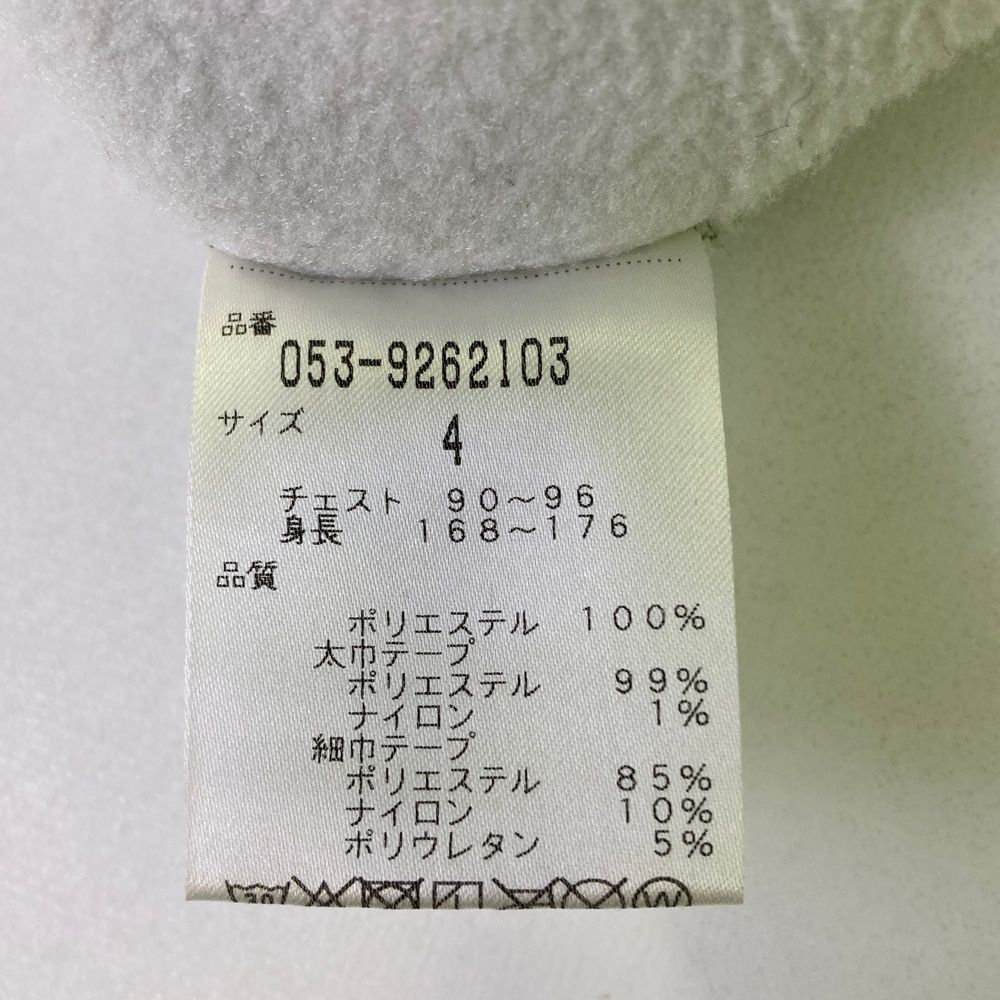 品番
053-9262103
サイズ
4
チェスト 90～96
身長 168～176
品質
ポリエステル 100%
太巾テープ
ポリエステル 99%
ナイロン 1%
細巾テープ
ポリエステル 85%
ナイロン 10%
ポリウレタン 5%
30 W